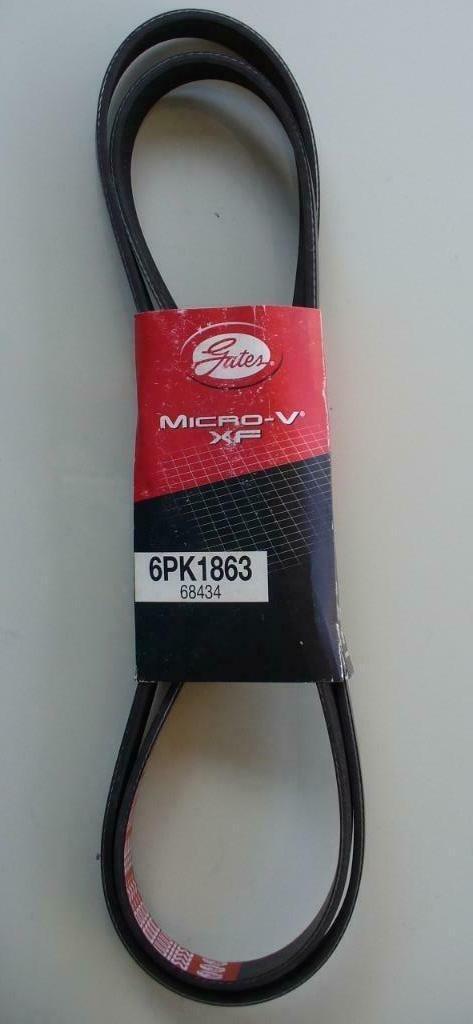 Gates®
MICRO-V®
XF
6PK1863
68434